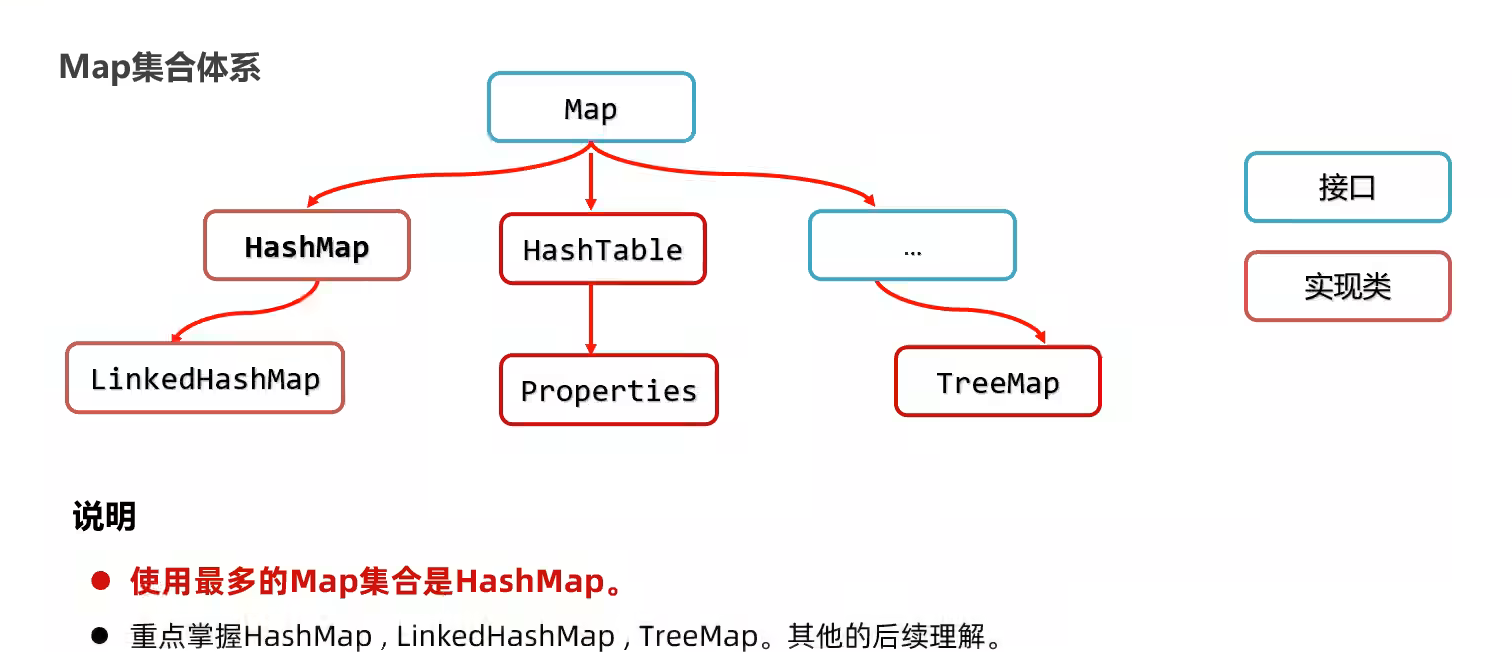 Map集合体系
Map
接口
HashMap
HashTable
...
实现类
LinkedHashMap
Properties
TreeMap
说明
使用最多的Map集合是HashMap。
重点掌握HashMap , LinkedHashMap , TreeMap。其他的后续理解。